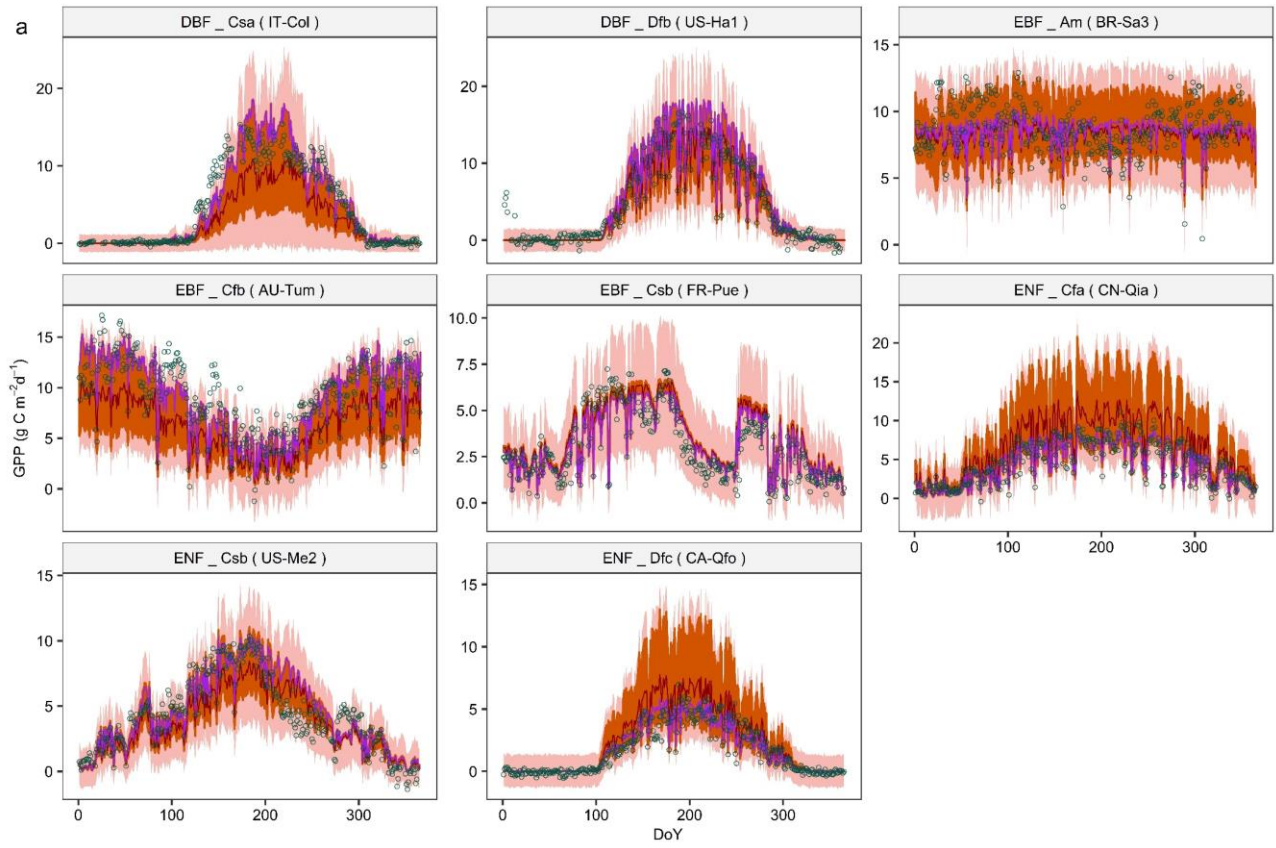 a
DBF _ Csa ( IT-Col )
DBF _ Dfb ( US-Ha1 )
EBF _ Am ( BR-Sa3 )
20
10
0
20
10
0
15
10
5
0
EBF _ Cfb ( AU-Tum )
EBF _ Csb ( FR-Pue )
ENF _ Cfa ( CN-Qia )
15
10
5
0
10.0
7.5
5.0
2.5
0.0
20
15
10
5
0
0 100 200 300
GPP (g C m⁻²d⁻¹)
ENF _ Csb ( US-Me2 )
ENF _ Dfc ( CA-Qfo )
15
10
5
0
15
10
5
0
0 100 200 300
0 100 200 300
DoY